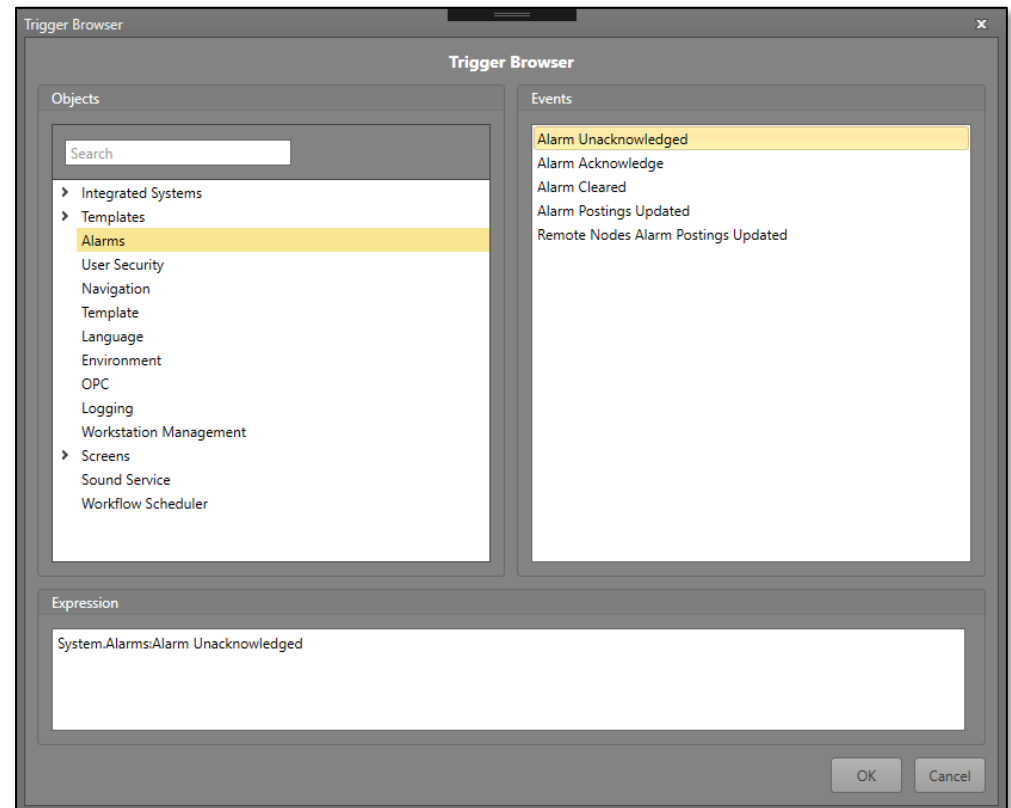 Trigger Browser
x
Trigger Browser
Objects
Search
Integrated Systems
Templates
Alarms
User Security
Navigation
Template
Language
Environment
OPC
Logging
Workstation Management
Screens
Sound Service
Workflow Scheduler
Events
Alarm Unacknowledged
Alarm Acknowledge
Alarm Cleared
Alarm Postings Updated
Remote Nodes Alarm Postings Updated
Expression
System.Alarms:Alarm Unacknowledged
OK
Cancel